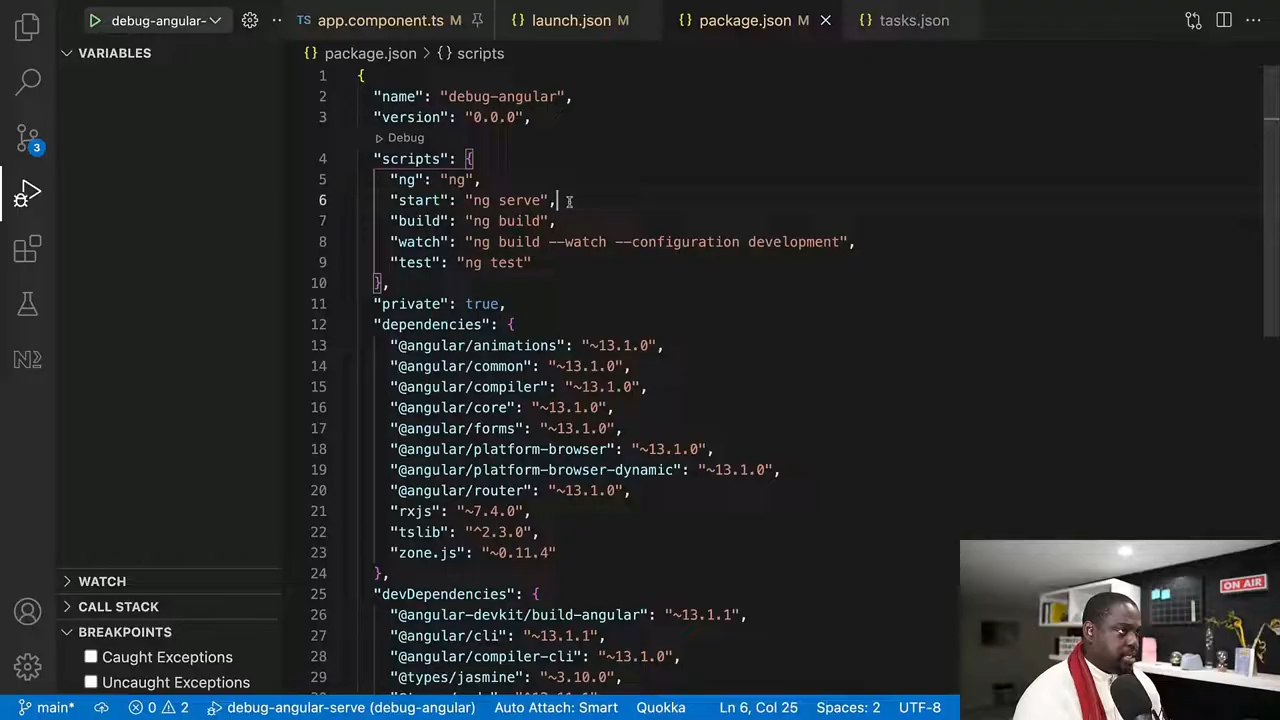 debug-angular-
app.component.ts M
launch.json M
package.json M
tasks.json
VARIABLES
package.json > {} scripts
1 {
2 "name": "debug-angular",
3 "version": "0.0.0",
Debug
4 "scripts": {
5 "ng": "ng",
6 "start": "ng serve",
7 "build": "ng build",
8 "watch": "ng build --watch --configuration development",
9 "test": "ng test"
10 },
11 "private": true,
12 "dependencies": {
13 "@angular/animations": "~13.1.0",
14 "@angular/common": "~13.1.0",
15 "@angular/compiler": "~13.1.0",
16 "@angular/core": "~13.1.0",
17 "@angular/forms": "~13.1.0",
18 "@angular/platform-browser": "~13.1.0",
19 "@angular/platform-browser-dynamic": "~13.1.0",
20 "@angular/router": "~13.1.0",
21 "rxjs": "~7.4.0",
22 "tslib": "^2.3.0",
23 "zone.js": "~0.11.4"
24 },
25 "devDependencies": {
26 "@angular-devkit/build-angular": "~13.1.1",
27 "@angular/cli": "~13.1.1",
28 "@angular/compiler-cli": "~13.1.0",
29 "@types/jasmine": "~3.10.0",
3
WATCH
CALL STACK
BREAKPOINTS
Caught Exceptions
Uncaught Exceptions
ON AIR
main* 0 2 debug-angular-serve (debug-angular) Auto Attach: Smart Quokka Ln 6, Col 25 Spaces: 2 UTF-8